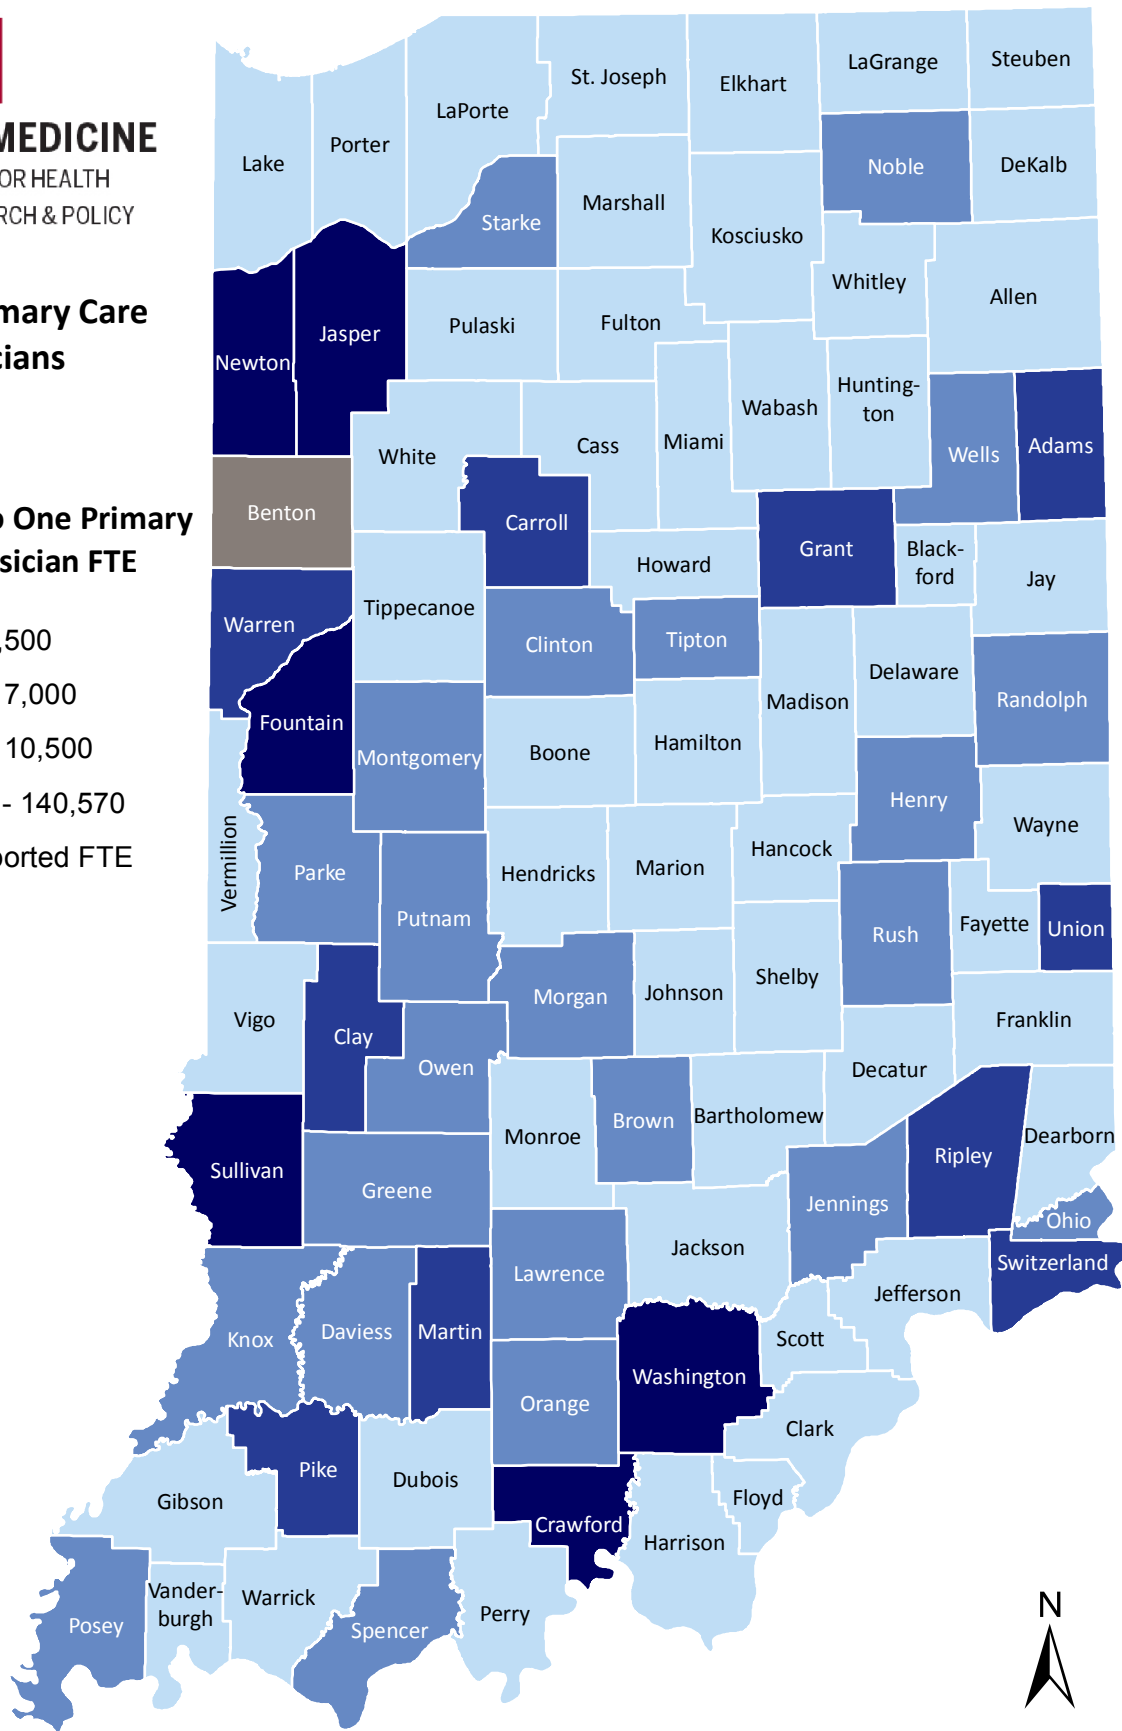 MEDICINE
OR HEALTH
RCH & POLICY
mary Care
cians
o One Primary
sician FTE
,500
7,000
10,500
- 140,570
ported FTE
Lake
Porter
LaPorte
St. Joseph
Elkhart
LaGrange
Steuben
Noble
DeKalb
Starke
Marshall
Kosciusko
Whitley
Allen
Newton
Jasper
Pulaski
Fulton
White
Cass
Miami
Wabash
Hunting-
ton
Wells
Adams
Benton
Carroll
Howard
Grant
Black-
ford
Jay
Warren
Tippecanoe
Clinton
Tipton
Madison
Delaware
Randolph
Fountain
Montgomery
Boone
Hamilton
Henry
Wayne
Vermillion
Parke
Putnam
Hendricks
Marion
Hancock
Rush
Fayette
Union
Vigo
Clay
Owen
Morgan
Johnson
Shelby
Franklin
Decatur
Sullivan
Greene
Monroe
Brown
Bartholomew
Jennings
Ripley
Dearborn
Ohio
Switzerland
Knox
Daviess
Martin
Lawrence
Jackson
Jefferson
Scott
Orange
Washington
Clark
Gibson
Pike
Dubois
Crawford
Floyd
Harrison
Posey
Vander-
burgh
Warrick
Spencer
Perry
N